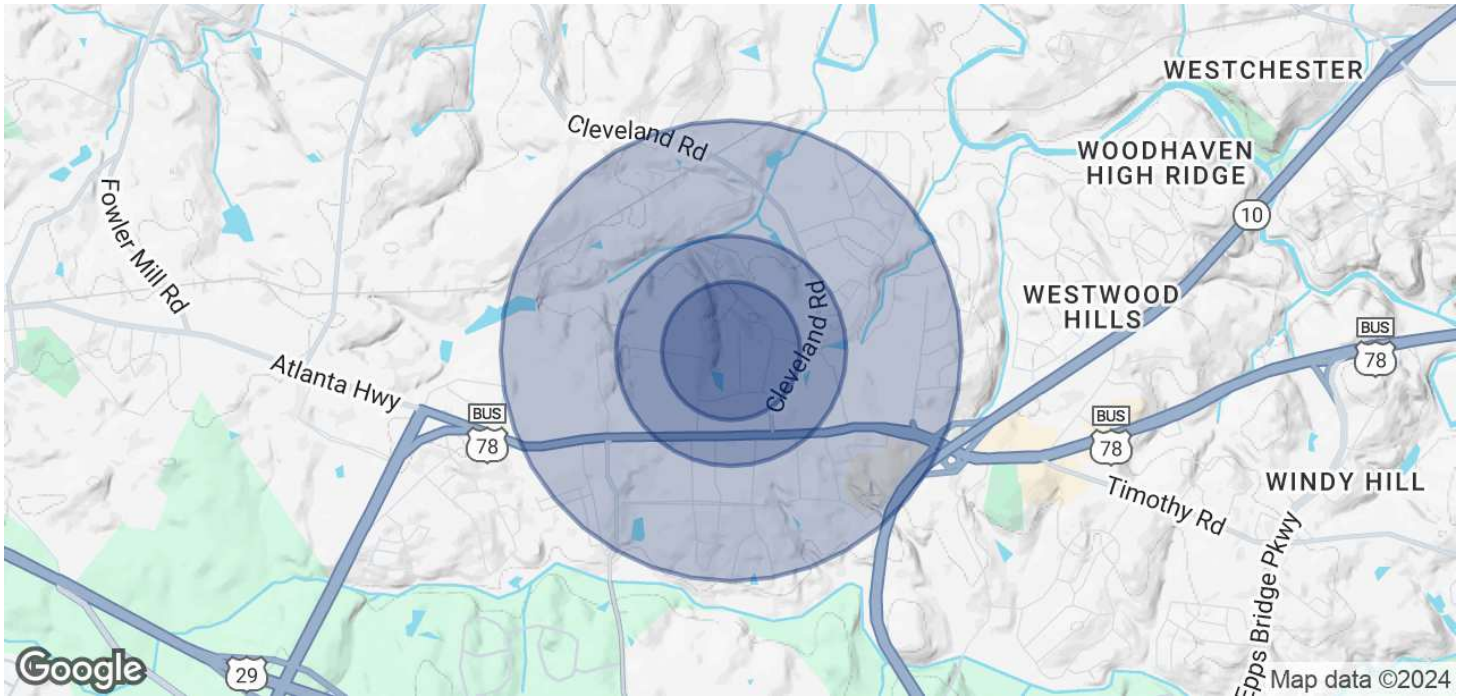 WESTCHESTER
Cleveland Rd
WOODHAVEN
HIGH RIDGE
10
Fowler Mill Rd
Cleveland Rd
WESTWOOD
HILLS
BUS
78
Atlanta Hwy
BUS
78
BUS
78
WINDY HILL
Timothy Rd
Epps Bridge Pkwy
29
Google
Map data ©2024